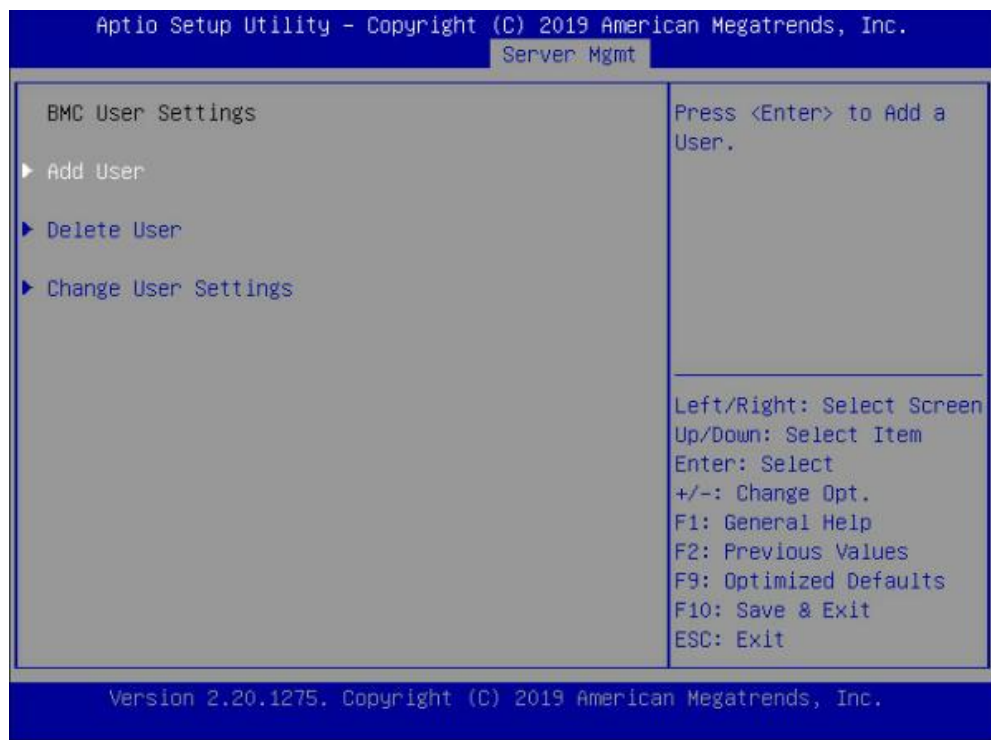 Aptio Setup Utility – Copyright (C) 2019 American Megatrends, Inc.
Server Mgmt
BMC User Settings
Add User
Delete User
Change User Settings
Press <Enter> to Add a
User.
Left/Right: Select Screen
Up/Down: Select Item
Enter: Select
+/-: Change Opt.
F1: General Help
F2: Previous Values
F9: Optimized Defaults
F10: Save & Exit
ESC: Exit
Version 2.20.1275. Copyright (C) 2019 American Megatrends, Inc.